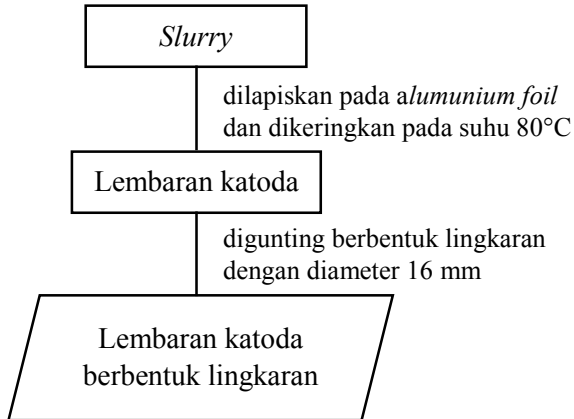 Slurry
dilapiskan pada alumunium foil
dan dikeringkan pada suhu 80°C
Lembaran katoda
digunting berbentuk lingkaran
dengan diameter 16 mm
Lembaran katoda
berbentuk lingkaran